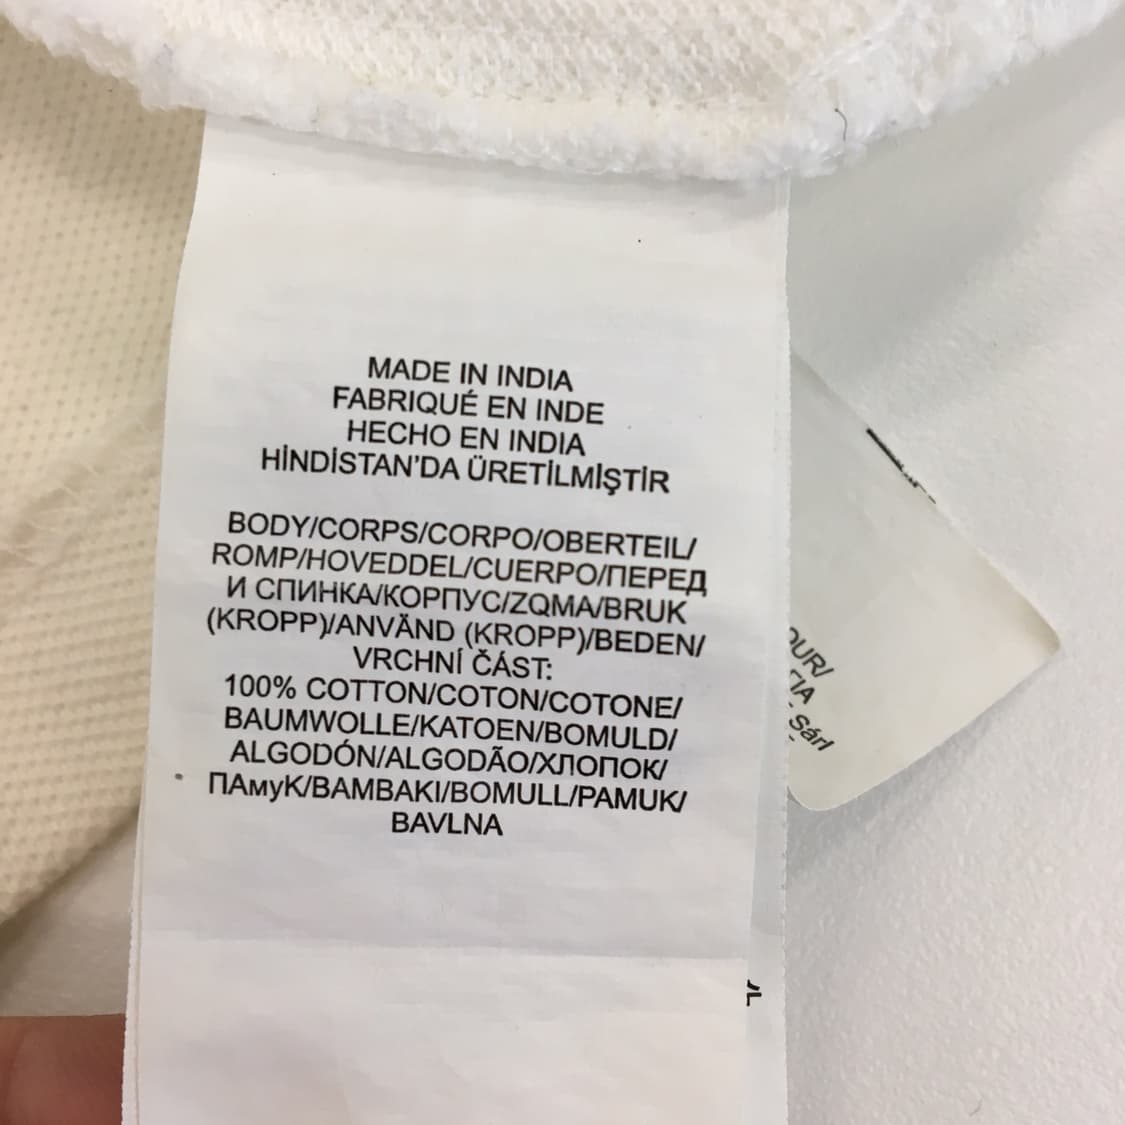 MADE IN INDIA
FABRIQUÉ EN INDE
HECHO EN INDIA
HİNDİSTAN'DA ÜRETİLMİŞTİR
BODY/CORPS/CORPO/OBERTEIL/
ROMP/HOVEDDEL/CUERPO/ПЕРЕД
И СПИНКА/КОРПУС/ZQMA/BRUK
(KROPP)/ANVÄND (KROPP)/BEDEN/
VRCHNÍ ČÁST:
100% COTTON/COTON/COTONE/
BAUMWOLLE/KATOEN/BOMULD/
ALGODÓN/ALGODÃO/ХЛОПОК/
ПАмуК/BAMBAKI/BOMULL/PAMUK/
BAVLNA
Sárl